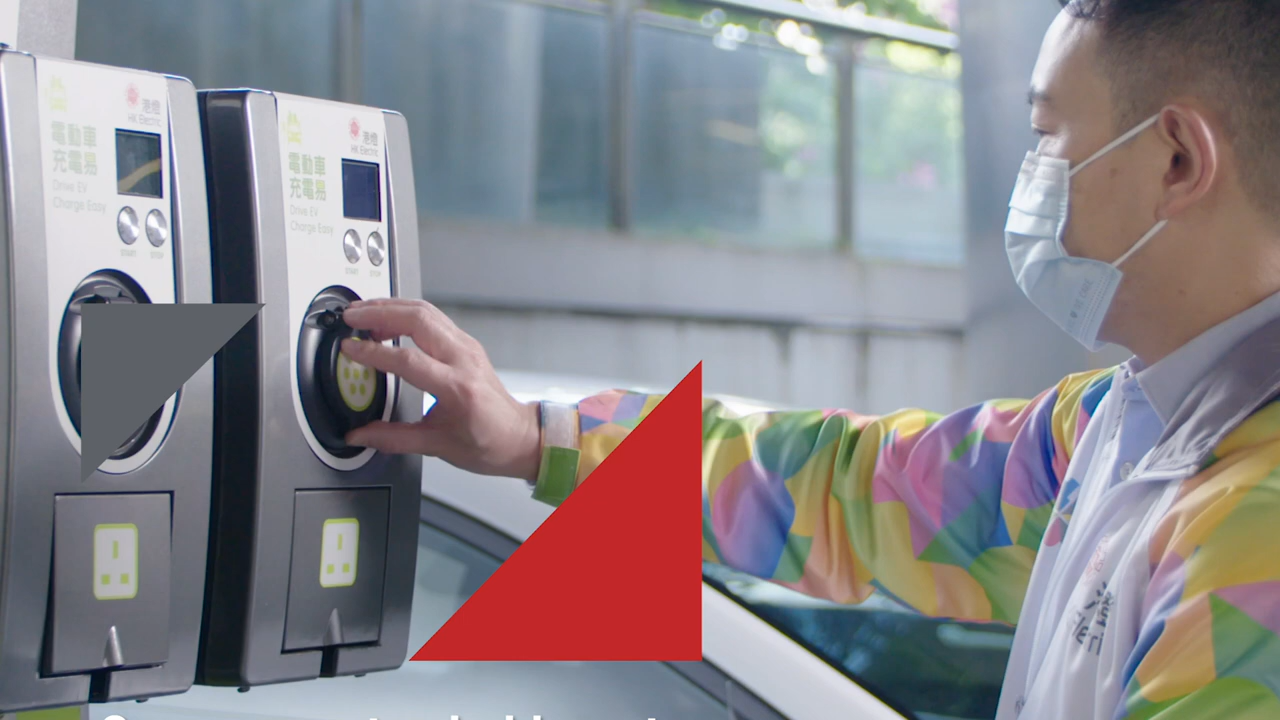 港燈
HK Electric
電動車
充電易
Drive EV
Charge Easy
START STOP
港燈
HK Electric
電動車
充電易
Drive EV
Charge Easy
START STOP